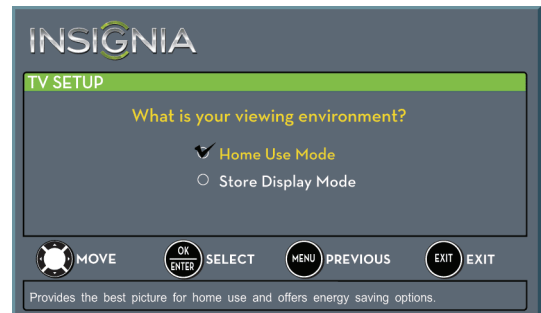 INSIGNIA
TV SETUP
What is your viewing environment?
Home Use Mode
Store Display Mode
MOVE OK ENTER SELECT MENU PREVIOUS EXIT EXIT
Provides the best picture for home use and offers energy saving options.